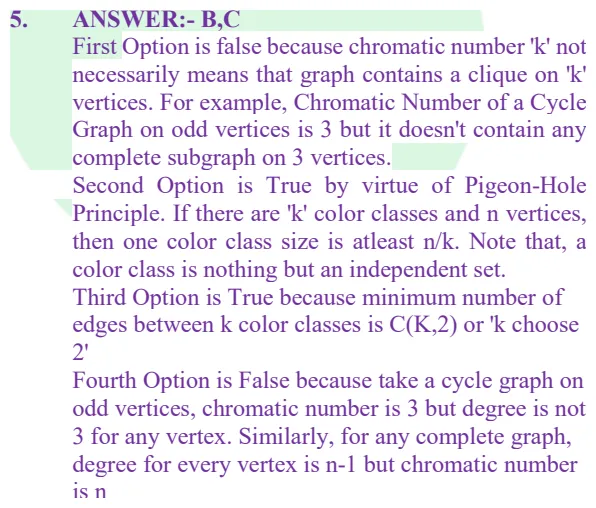 5. ANSWER:- B,C
First Option is false because chromatic number 'k' not
necessarily means that graph contains a clique on 'k'
vertices. For example, Chromatic Number of a Cycle
Graph on odd vertices is 3 but it doesn't contain any
complete subgraph on 3 vertices.
Second Option is True by virtue of Pigeon-Hole
Principle. If there are 'k' color classes and n vertices,
then one color class size is atleast n/k. Note that, a
color class is nothing but an independent set.
Third Option is True because minimum number of
edges between k color classes is C(K,2) or 'k choose
2'
Fourth Option is False because take a cycle graph on
odd vertices, chromatic number is 3 but degree is not
3 for any vertex. Similarly, for any complete graph,
degree for every vertex is n-1 but chromatic number
is n